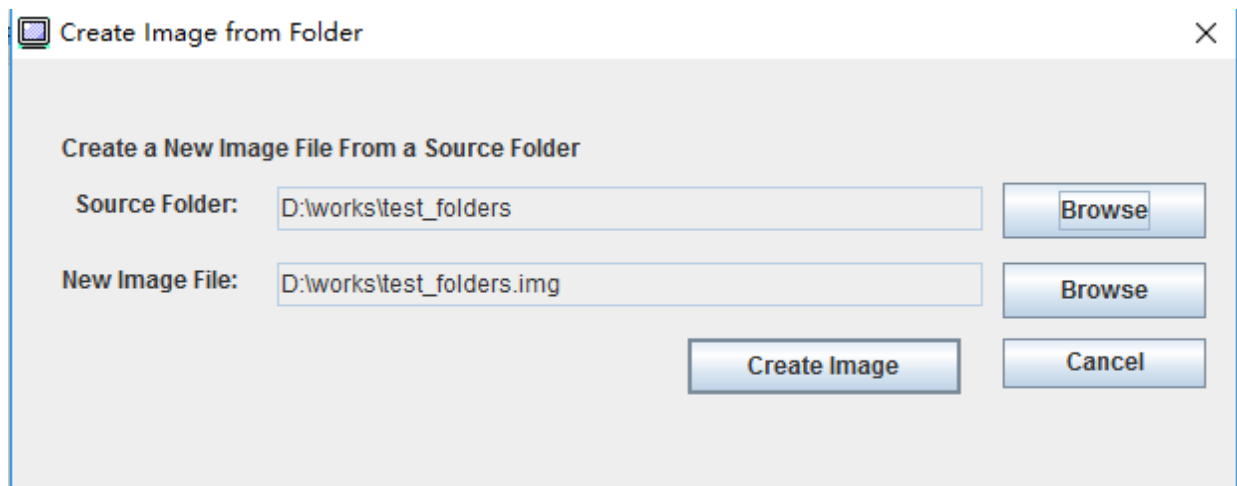 Create Image from Folder
Create a New Image File From a Source Folder
Source Folder: D:\works\test_folders Browse
New Image File: D:\works\test_folders.img Browse
Create Image Cancel